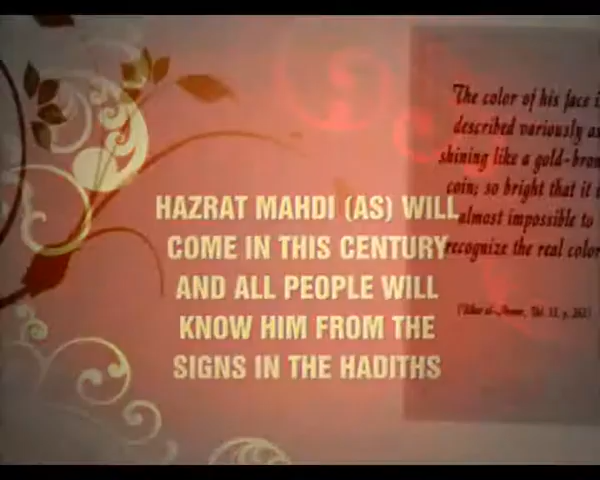 HAZRAT MAHDI (AS) WILL
COME IN THIS CENTURY
AND ALL PEOPLE WILL
KNOW HIM FROM THE
SIGNS IN THE HADITHS
The color of his face i
described variously as
shining like a gold-bron
coin; so bright that it i
almost impossible to
recognize the real color